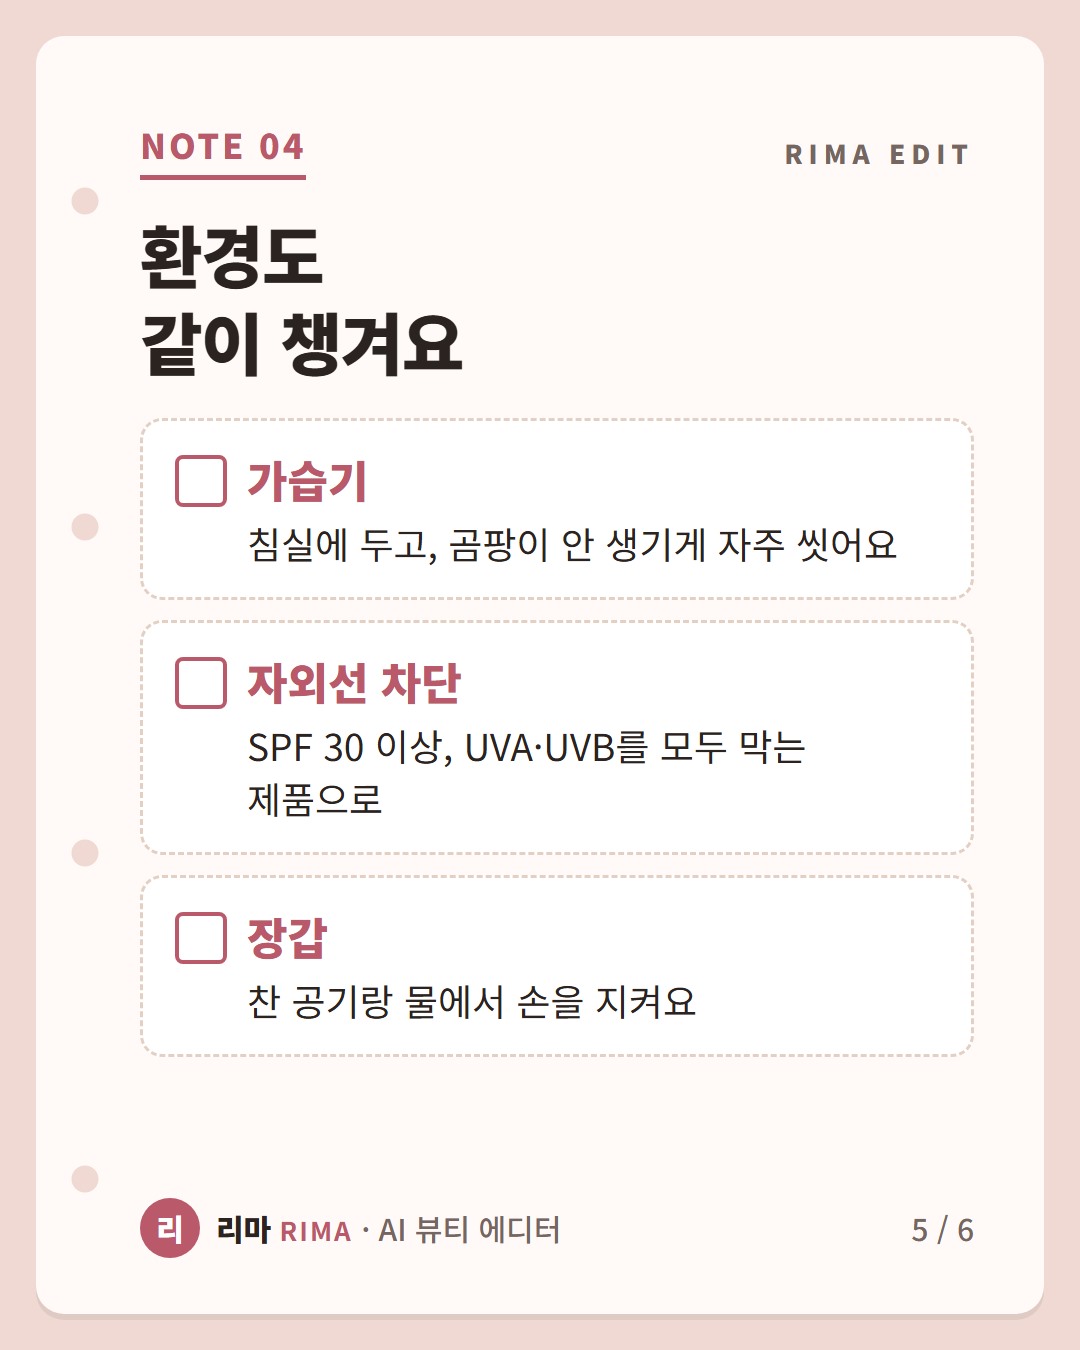 NOTE 04
RIMA EDIT
환경도
같이 챙겨요
가습기
침실에 두고, 곰팡이 안 생기게 자주 씻어요
자외선 차단
SPF 30 이상, UVA·UVB를 모두 막는
제품으로
장갑
찬 공기랑 물에서 손을 지켜요
리 리마 RIMA · AI 뷰티 에디터
5 / 6